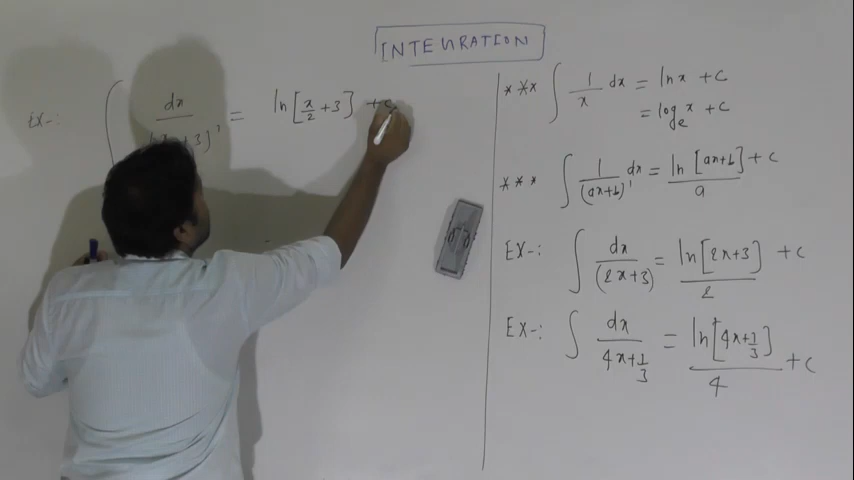 INTEGRATION
EX-: ∫ dx / ( + 3)' = ln[x/2 + 3] + c
*** ∫ 1/x dx = ln x + c
= log_e x + c
*** ∫ 1/(ax+b)' dx = ln[ax+b]/a + c
EX-: ∫ dx/(2x+3) = ln[2x+3]/2 + c
EX-: ∫ dx/(4x+1/3) = ln[4x+1/3]/4 + c